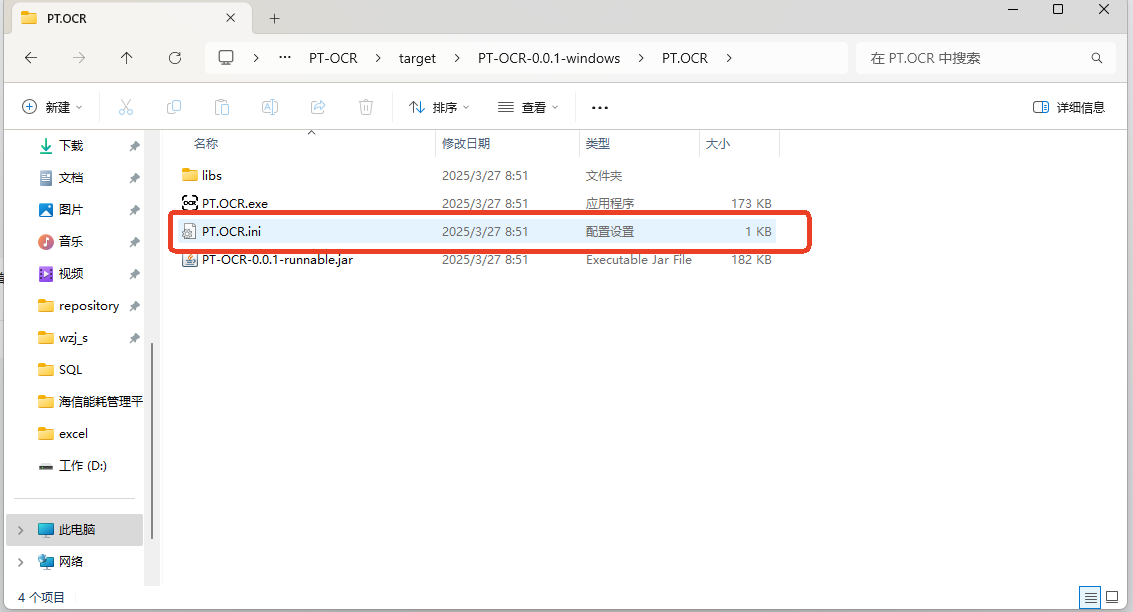 PT.OCR
PT-OCR target PT-OCR-0.0.1-windows PT.OCR
在 PT.OCR 中搜索
新建 排序 查看 详细信息
下载
文档
图片
音乐
视频
repository
wzj_s
SQL
海信能耗管理平
excel
工作 (D:)
此电脑
网络
名称 修改日期 类型 大小
libs 2025/3/27 8:51 文件夹
PT.OCR.exe 2025/3/27 8:51 应用程序 173 KB
PT.OCR.ini 2025/3/27 8:51 配置设置 1 KB
PT-OCR-0.0.1-runnable.jar 2025/3/27 8:51 Executable Jar File 182 KB
4 个项目